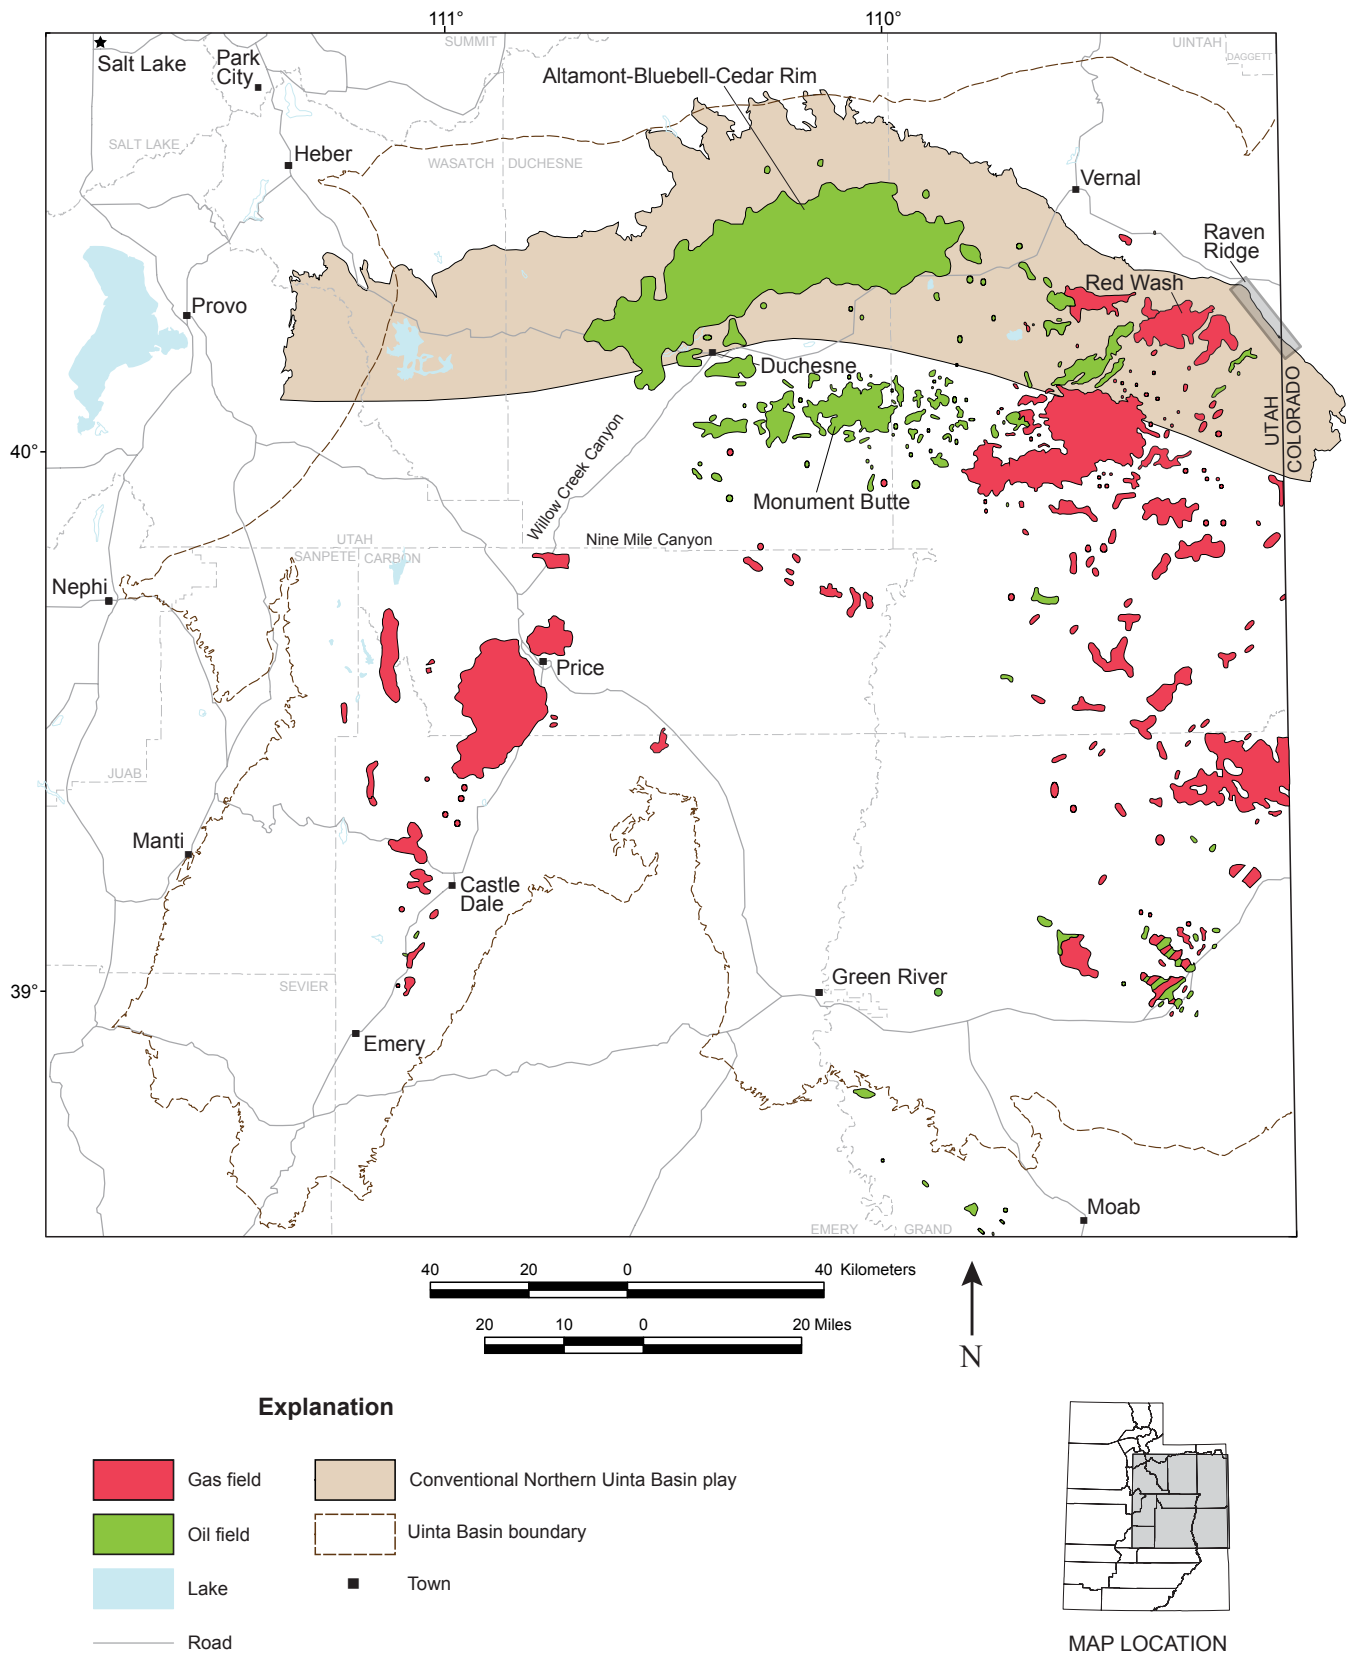 111°
110°
SUMMIT
UINTAH
DAGGETT
Salt Lake
Park
City
Altamont-Bluebell-Cedar Rim
SALT LAKE
Heber
WASATCH
DUCHESNE
Vernal
Raven
Ridge
Red Wash
Provo
Duchesne
UTAH
COLORADO
40°
Willow Creek Canyon
Monument Butte
UTAH
Nine Mile Canyon
SANPETE
CARBON
Nephi
Price
JUAB
Manti
Castle
Dale
Green River
39°
SEVIER
Emery
Moab
EMERY
GRAND
40 20 0 40 Kilometers
20 10 0 20 Miles
N
Explanation
Gas field
Conventional Northern Uinta Basin play
Oil field
Uinta Basin boundary
Lake
Town
Road
MAP LOCATION